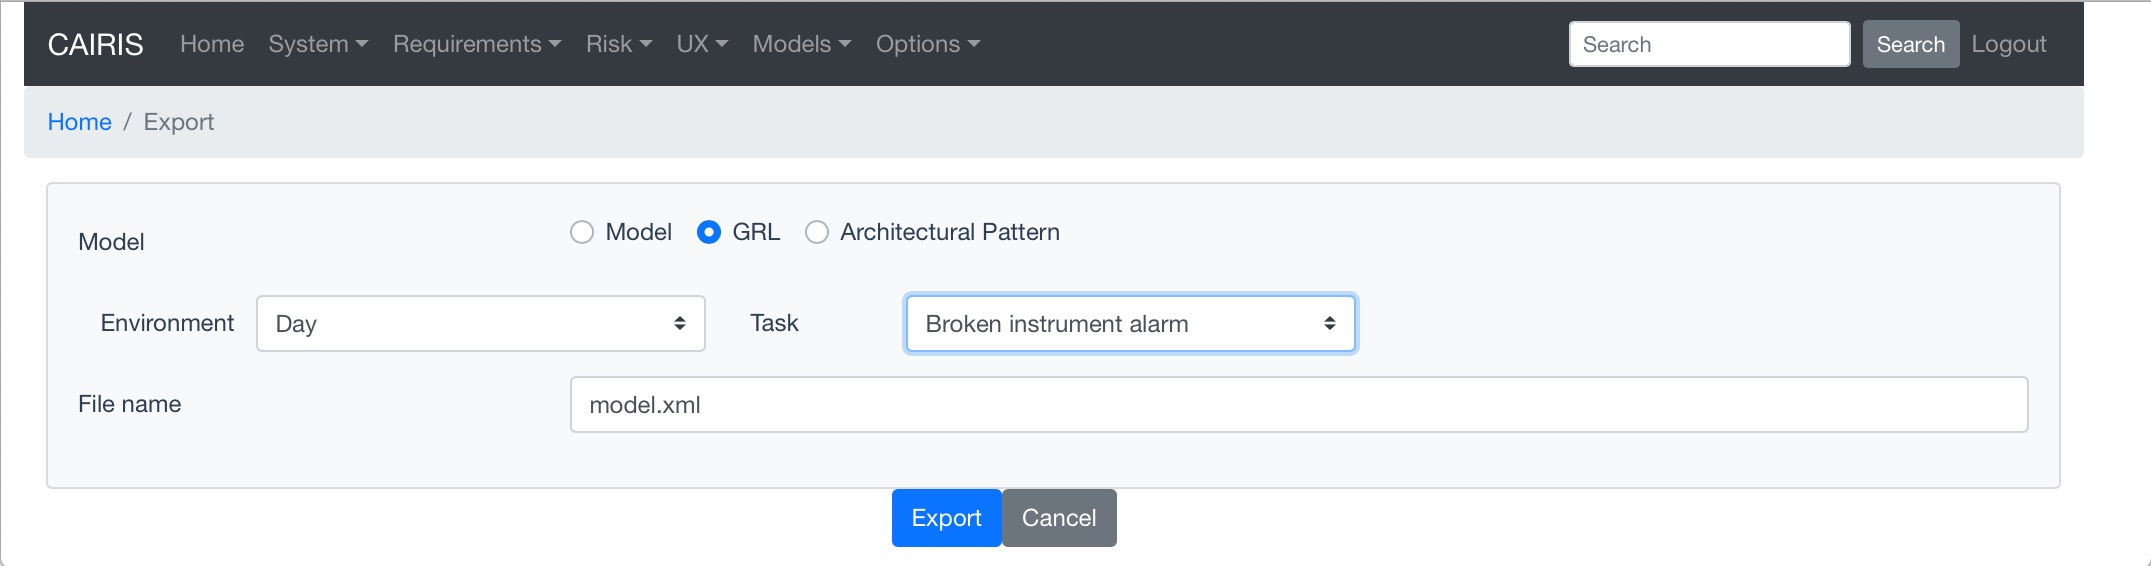 CAIRIS Home System Requirements Risk UX Models Options Search Search Logout
Home / Export
Model Model GRL Architectural Pattern
Environment Day Task Broken instrument alarm
File name model.xml
Export Cancel